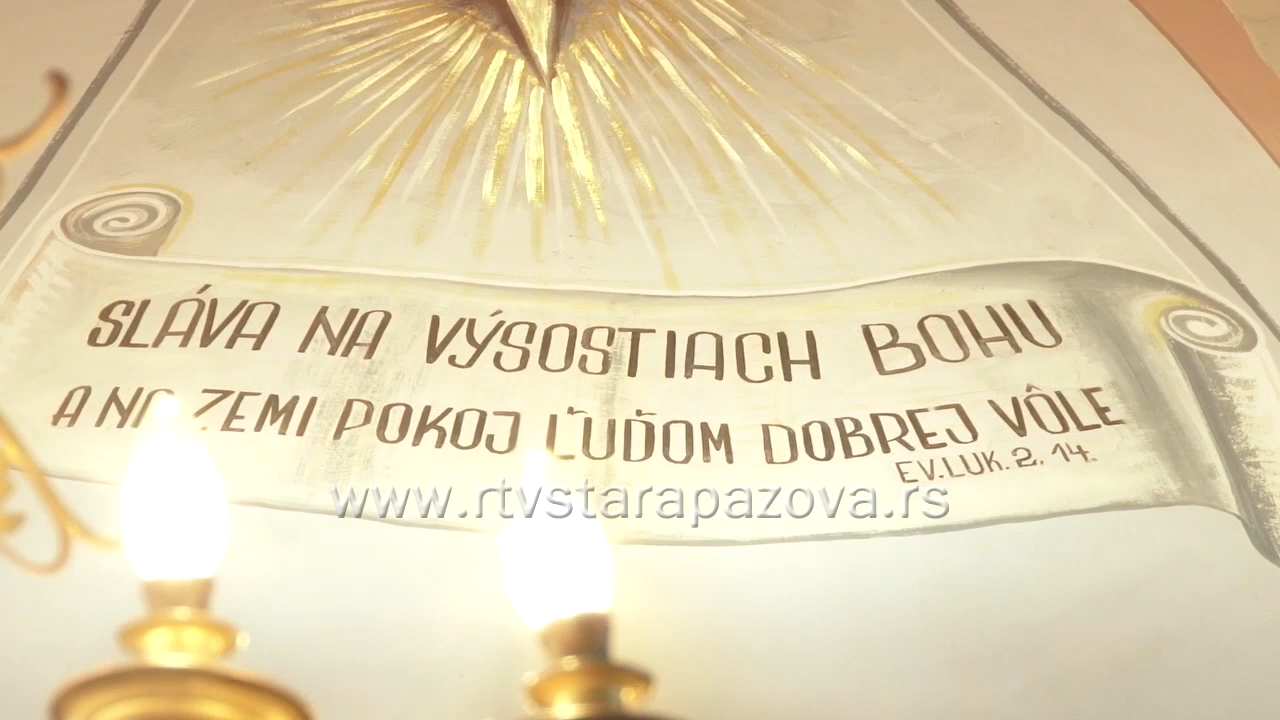 SLÁVA NA VÝSOSTIACH BOHU
A NA ZEMI POKOJ ĽUĎOM DOBREJ VÔLE
EV.LUK.2,14.
www.rtvstarapazova.rs